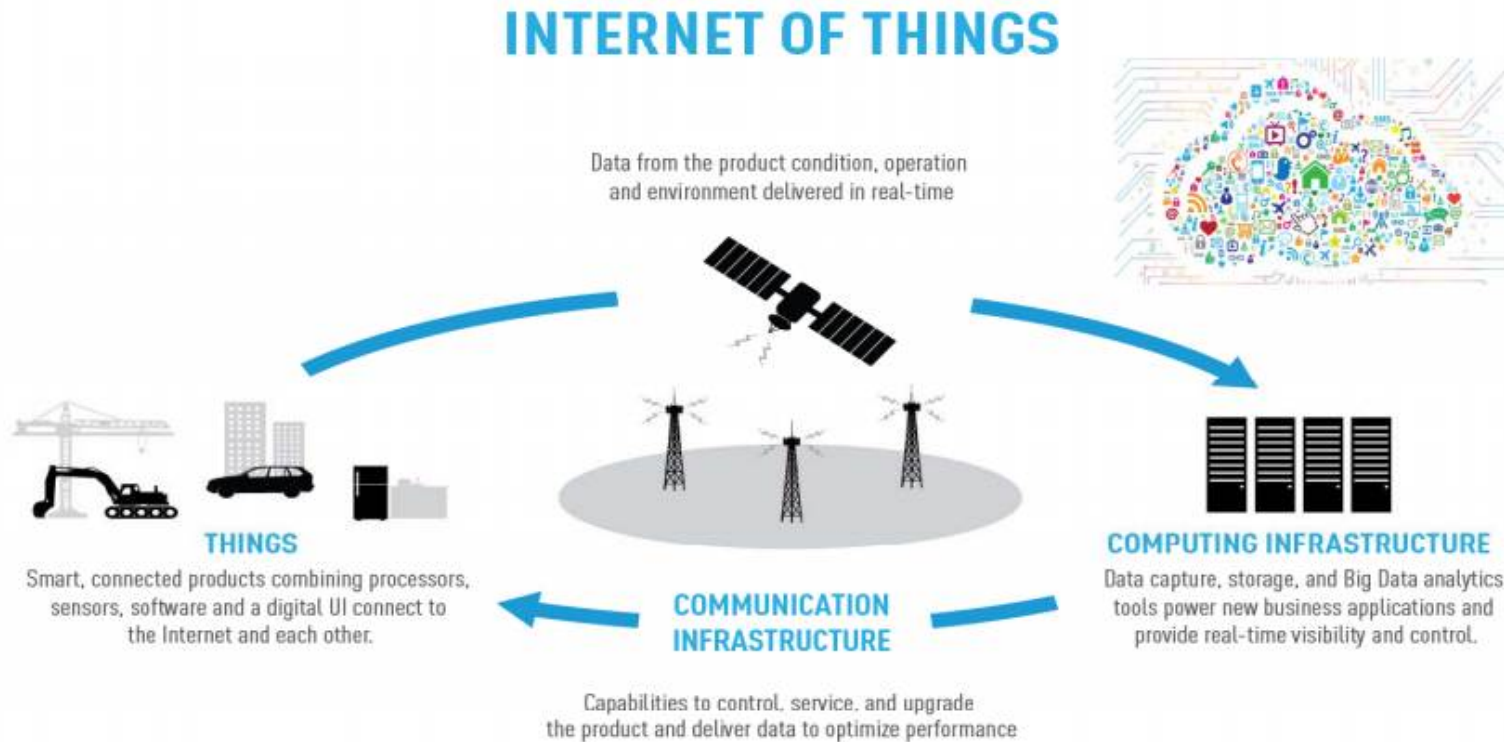 INTERNET OF THINGS
Data from the product condition, operation
and environment delivered in real-time
THINGS
Smart, connected products combining processors,
sensors, software and a digital UI connect to
the Internet and each other.
COMMUNICATION
INFRASTRUCTURE
Capabilities to control, service, and upgrade
the product and deliver data to optimize performance
COMPUTING INFRASTRUCTURE
Data capture, storage, and Big Data analytics
tools power new business applications and
provide real-time visibility and control.